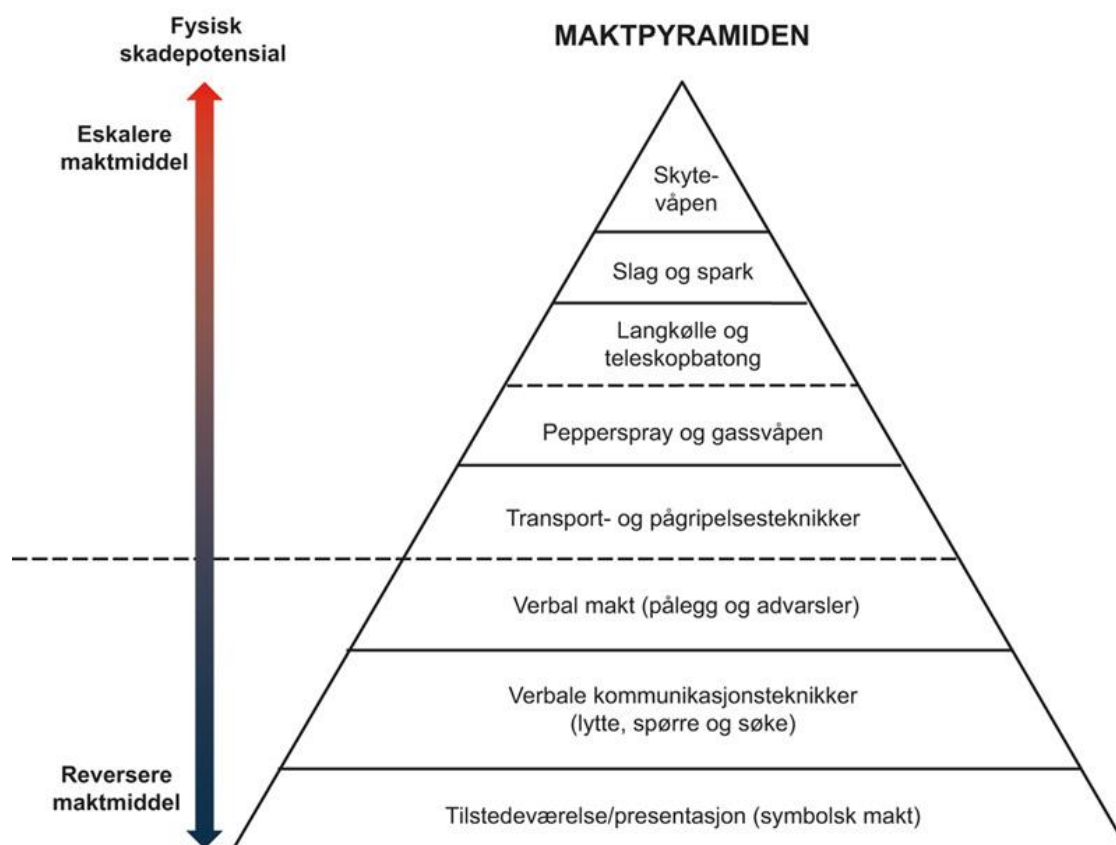 Fysisk
skadepotensial
MAKTPYRAMIDEN
Eskalere
maktmiddel
Skyte-
våpen
Slag og spark
Langkølle og
teleskopbatong
Pepperspray og gassvåpen
Transport- og pågripelsesteknikker
Verbal makt (pålegg og advarsler)
Verbale kommunikasjonsteknikker
(lytte, spørre og søke)
Reversere
maktmiddel
Tilstedeværelse/presentasjon (symbolsk makt)